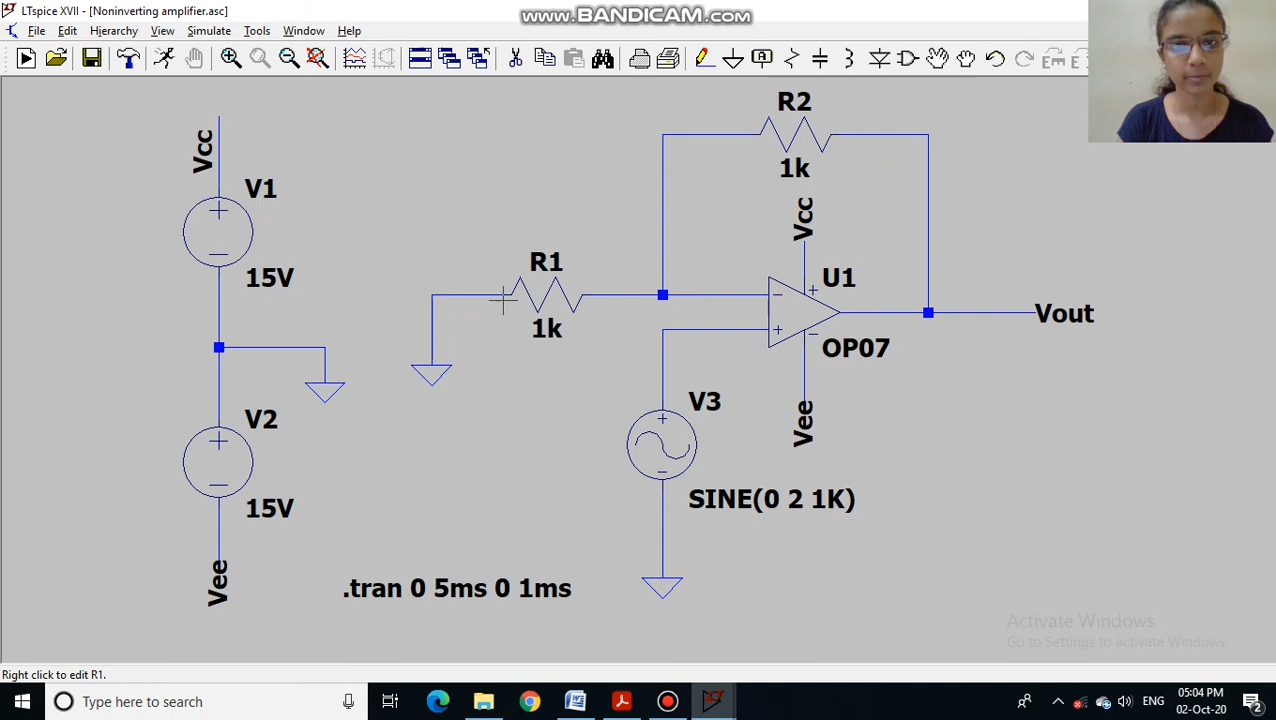 LTspice XVII - [Noninverting amplifier.asc]
www.BANDICAM.com
File Edit Hierarchy View Simulate Tools Window Help
R2
1k
Vcc
V1
15V
Vcc
R1
1k
U1
OP07
Vout
V3
Vee
V2
15V
SINE(0 2 1K)
Vee
.tran 0 5ms 0 1ms
Activate Windows
Go to Settings to activate Windows.
Right click to edit R1.
Type here to search
ENG
05:04 PM
02-Oct-20
2